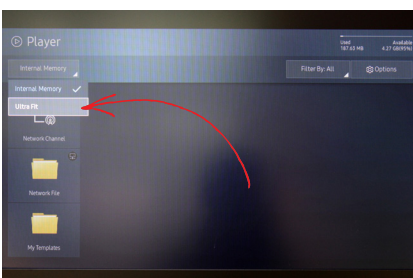 Player
Used
187.63 MB
Available
4.27 GB(95%)
Internal Memory
Filter By: All
Options
Internal Memory
Ultra Fit
Network Channel
Network File
My Templates